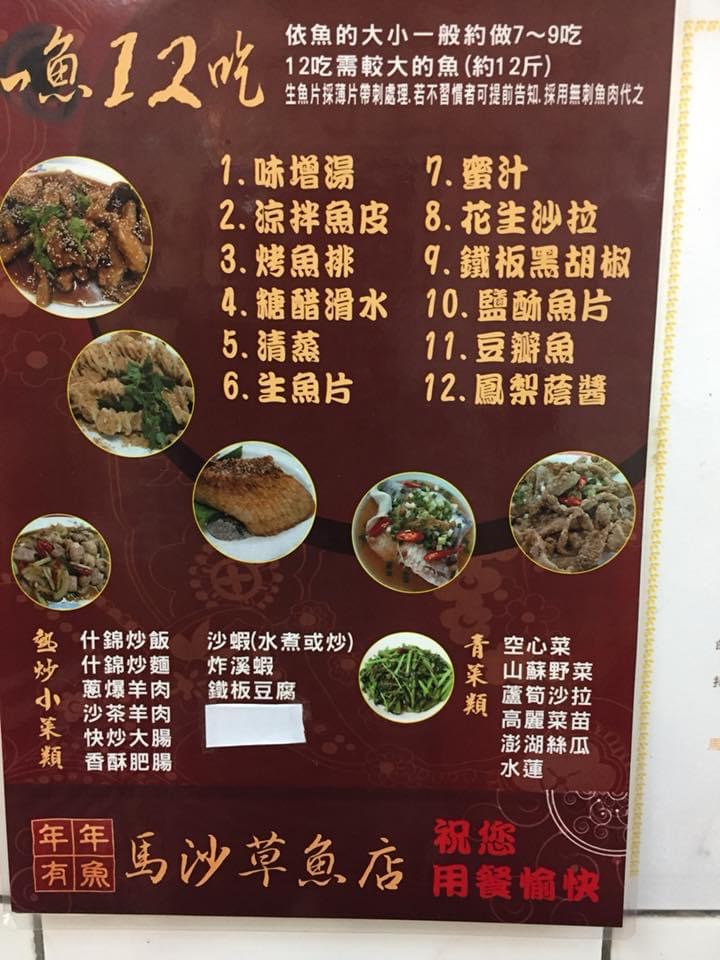 一魚12吃
依魚的大小一般約做7～9吃
12吃需較大的魚(約12斤)
生魚片採薄片帶刺處理.若不習慣者可提前告知.採用無刺魚肉代之
1.味增湯
2.涼拌魚皮
3.烤魚排
4.糖醋滑水
5.清蒸
6.生魚片
7.蜜汁
8.花生沙拉
9.鐵板黑胡椒
10.鹽酥魚片
11.豆瓣魚
12.鳳梨蔭醬
熱炒小菜類
什錦炒飯
什錦炒麵
蔥爆羊肉
沙茶羊肉
快炒大腸
香酥肥腸
沙蝦(水煮或炒)
炸溪蝦
鐵板豆腐
青菜類
空心菜
山蘇野菜
蘆筍沙拉
高麗菜苗
澎湖絲瓜
水蓮
年年有魚
馬沙草魚店
祝您
用餐愉快